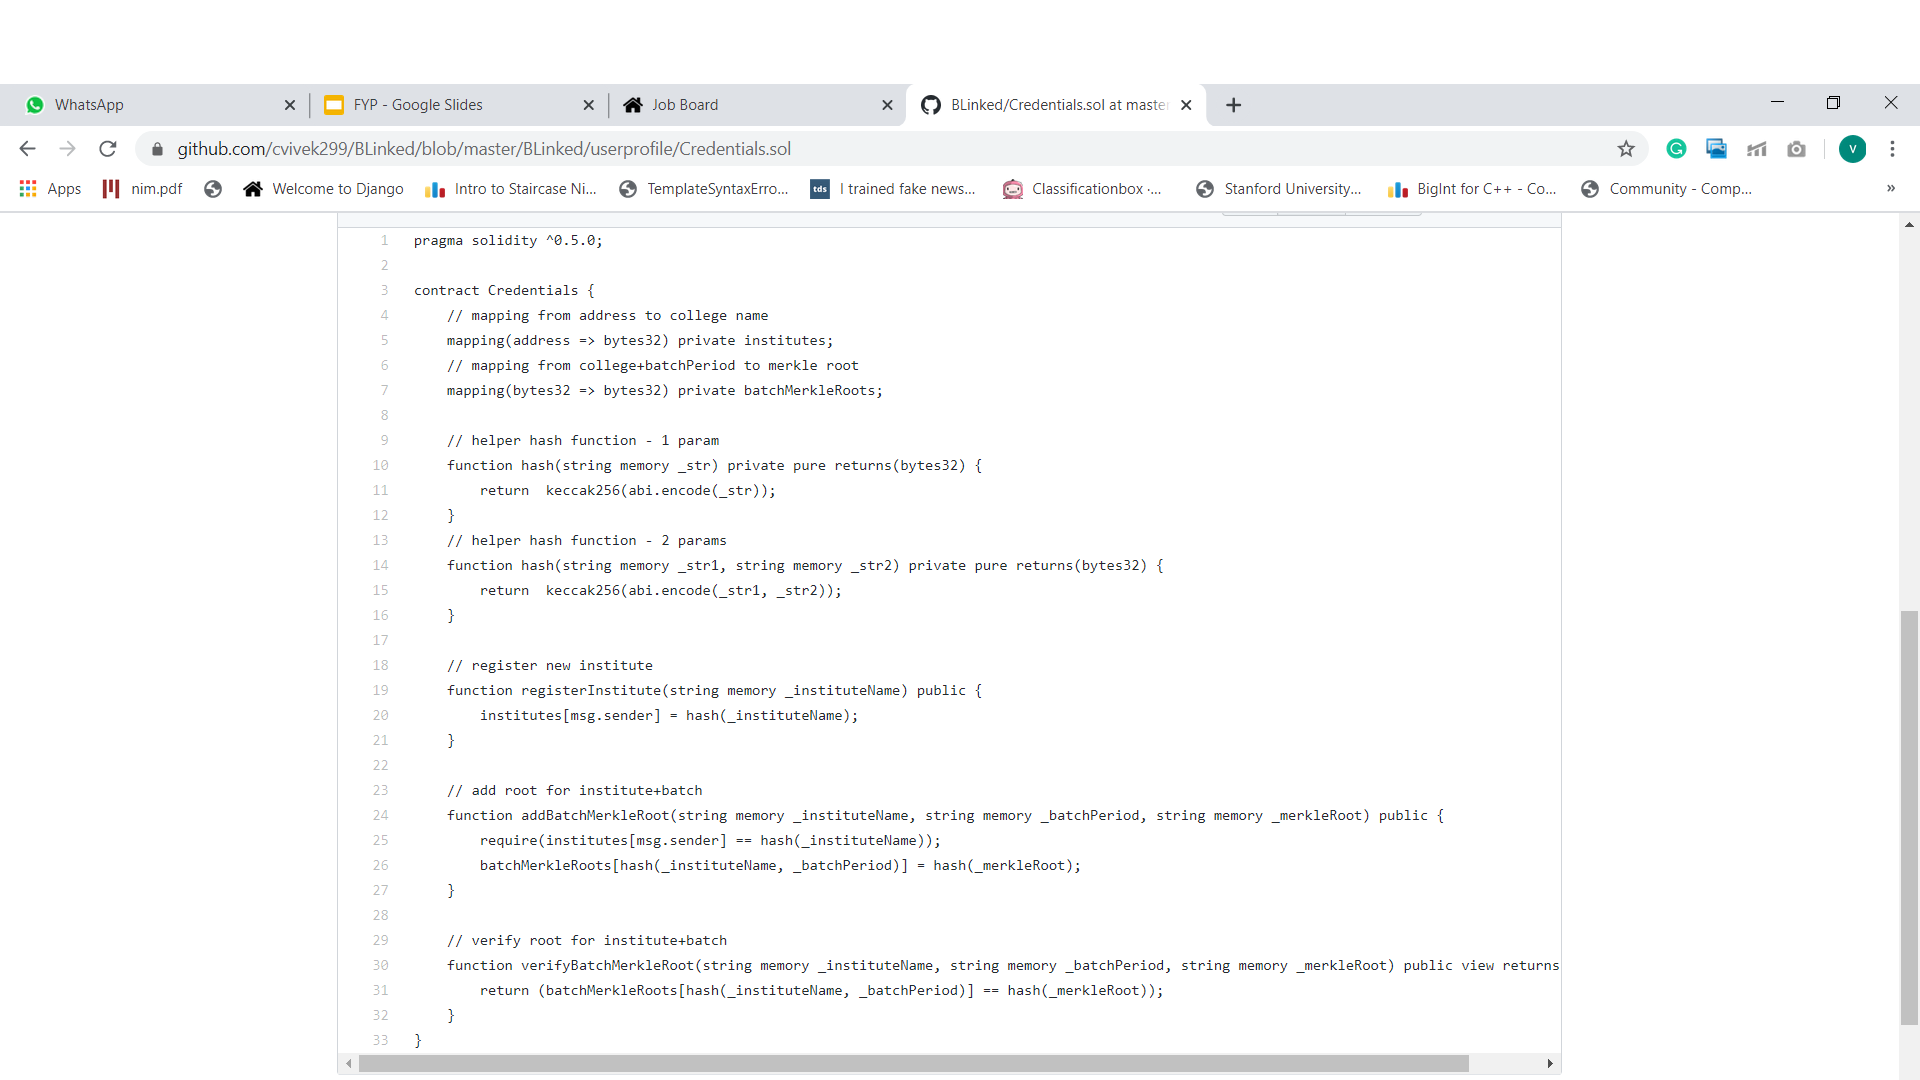 WhatsApp
FYP - Google Slides
Job Board
BLinked/Credentials.sol at master
github.com/cvivek299/BLinked/blob/master/BLinked/userprofile/Credentials.sol
V
Apps
nim.pdf
Welcome to Django
Intro to Staircase Ni...
TemplateSyntaxErro...
tds
I trained fake news...
Classificationbox ·...
Stanford University...
BigInt for C++ - Co...
Community - Comp...
»
1 pragma solidity ^0.5.0;
2
3 contract Credentials {
4     // mapping from address to college name
5     mapping(address => bytes32) private institutes;
6     // mapping from college+batchPeriod to merkle root
7     mapping(bytes32 => bytes32) private batchMerkleRoots;
8
9     // helper hash function - 1 param
10     function hash(string memory _str) private pure returns(bytes32) {
11         return  keccak256(abi.encode(_str));
12     }
13     // helper hash function - 2 params
14     function hash(string memory _str1, string memory _str2) private pure returns(bytes32) {
15         return  keccak256(abi.encode(_str1, _str2));
16     }
17
18     // register new institute
19     function registerInstitute(string memory _instituteName) public {
20         institutes[msg.sender] = hash(_instituteName);
21     }
22
23     // add root for institute+batch
24     function addBatchMerkleRoot(string memory _instituteName, string memory _batchPeriod, string memory _merkleRoot) public {
25         require(institutes[msg.sender] == hash(_instituteName));
26         batchMerkleRoots[hash(_instituteName, _batchPeriod)] = hash(_merkleRoot);
27     }
28
29     // verify root for institute+batch
30     function verifyBatchMerkleRoot(string memory _instituteName, string memory _batchPeriod, string memory _merkleRoot) public view returns
31         return (batchMerkleRoots[hash(_instituteName, _batchPeriod)] == hash(_merkleRoot));
32     }
33 }